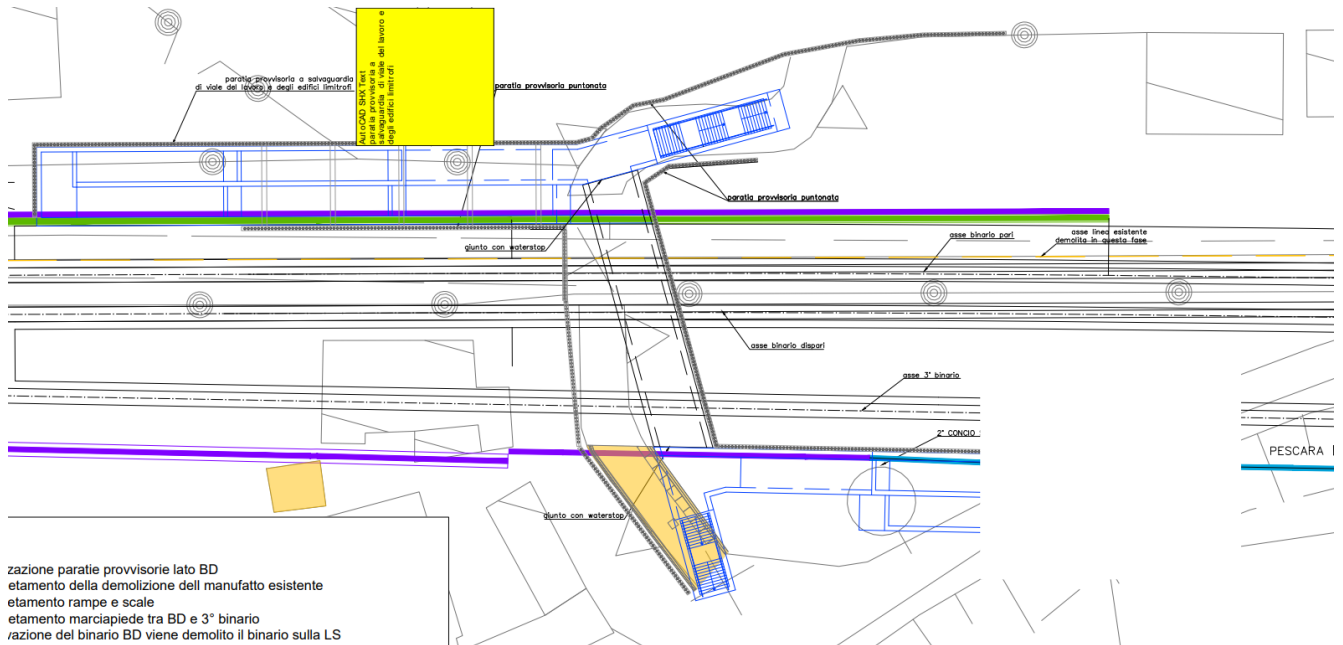 AutoCAD SHX Text
paratia provvisoria a
salvaguardia di viale del lavoro e
degli edifici limitrofi
paratia provvisoria a salvaguardia
di viale del lavoro e degli edifici limitrofi
paratia provvisoria puntonata
paratia provvisoria puntonata
giunto con waterstop
asse binario pari
asse linea esistente
demolita in questa fase
asse binario dispari
asse 3° binario
2° CONCIO
PESCARA
giunto con waterstop
zazione paratie provvisorie lato BD
etamento della demolizione dell manufatto esistente
etamento rampe e scale
etamento marciapiede tra BD e 3° binario
vazione del binario BD viene demolito il binario sulla LS